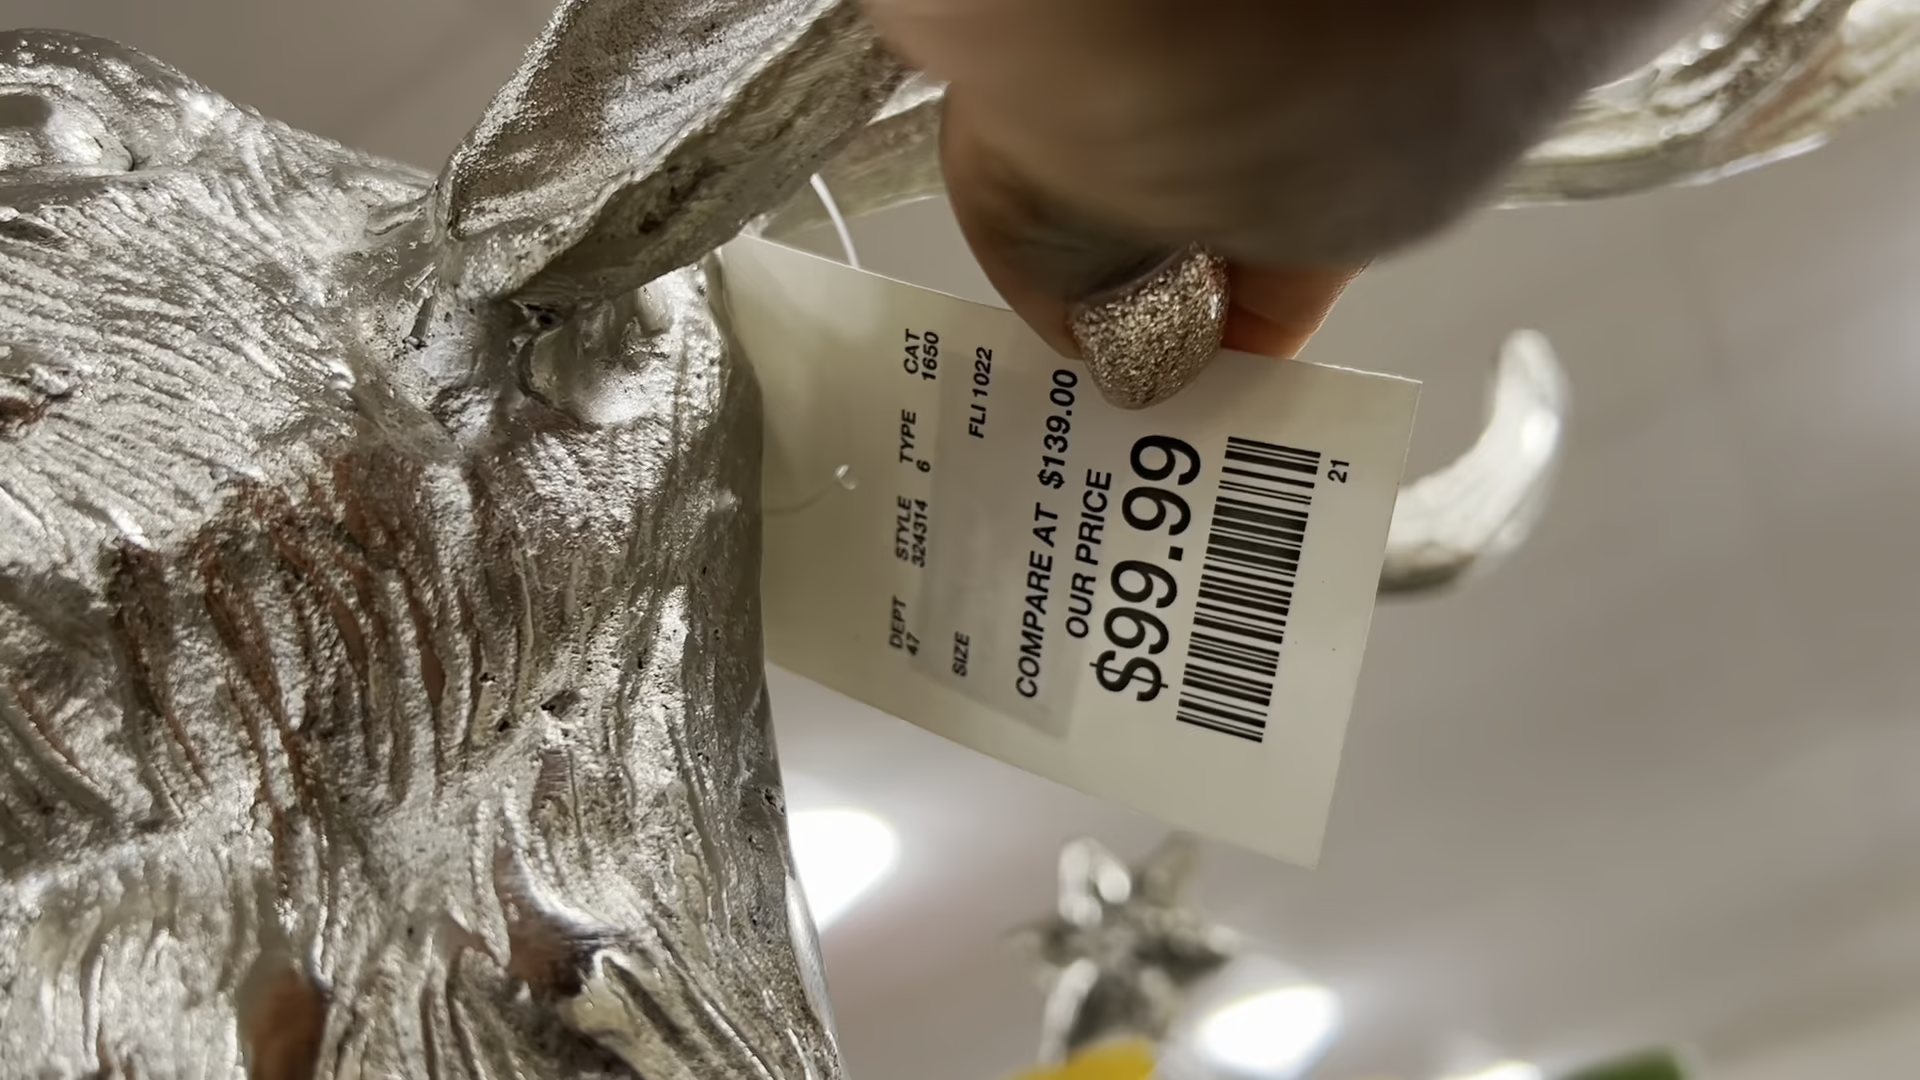 DEPT STYLE TYPE CAT
47 324314 6 1650
SIZE FLI 1022
COMPARE AT $139.00
OUR PRICE
$99.99
21